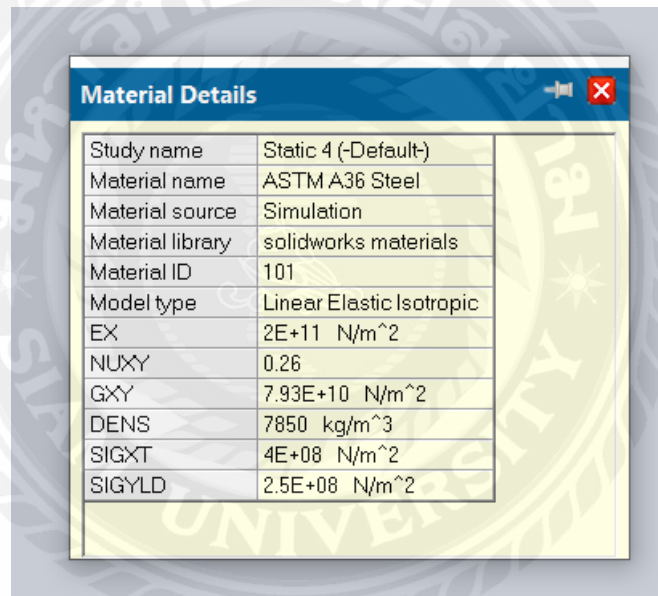 Material Details
Study name Static 4 (-Default-)
Material name ASTM A36 Steel
Material source Simulation
Material library solidworks materials
Material ID 101
Model type Linear Elastic Isotropic
EX 2E+11 N/m^2
NUXY 0.26
GXY 7.93E+10 N/m^2
DENS 7850 kg/m^3
SIGXT 4E+08 N/m^2
SIGYLD 2.5E+08 N/m^2
UNIVERSITY